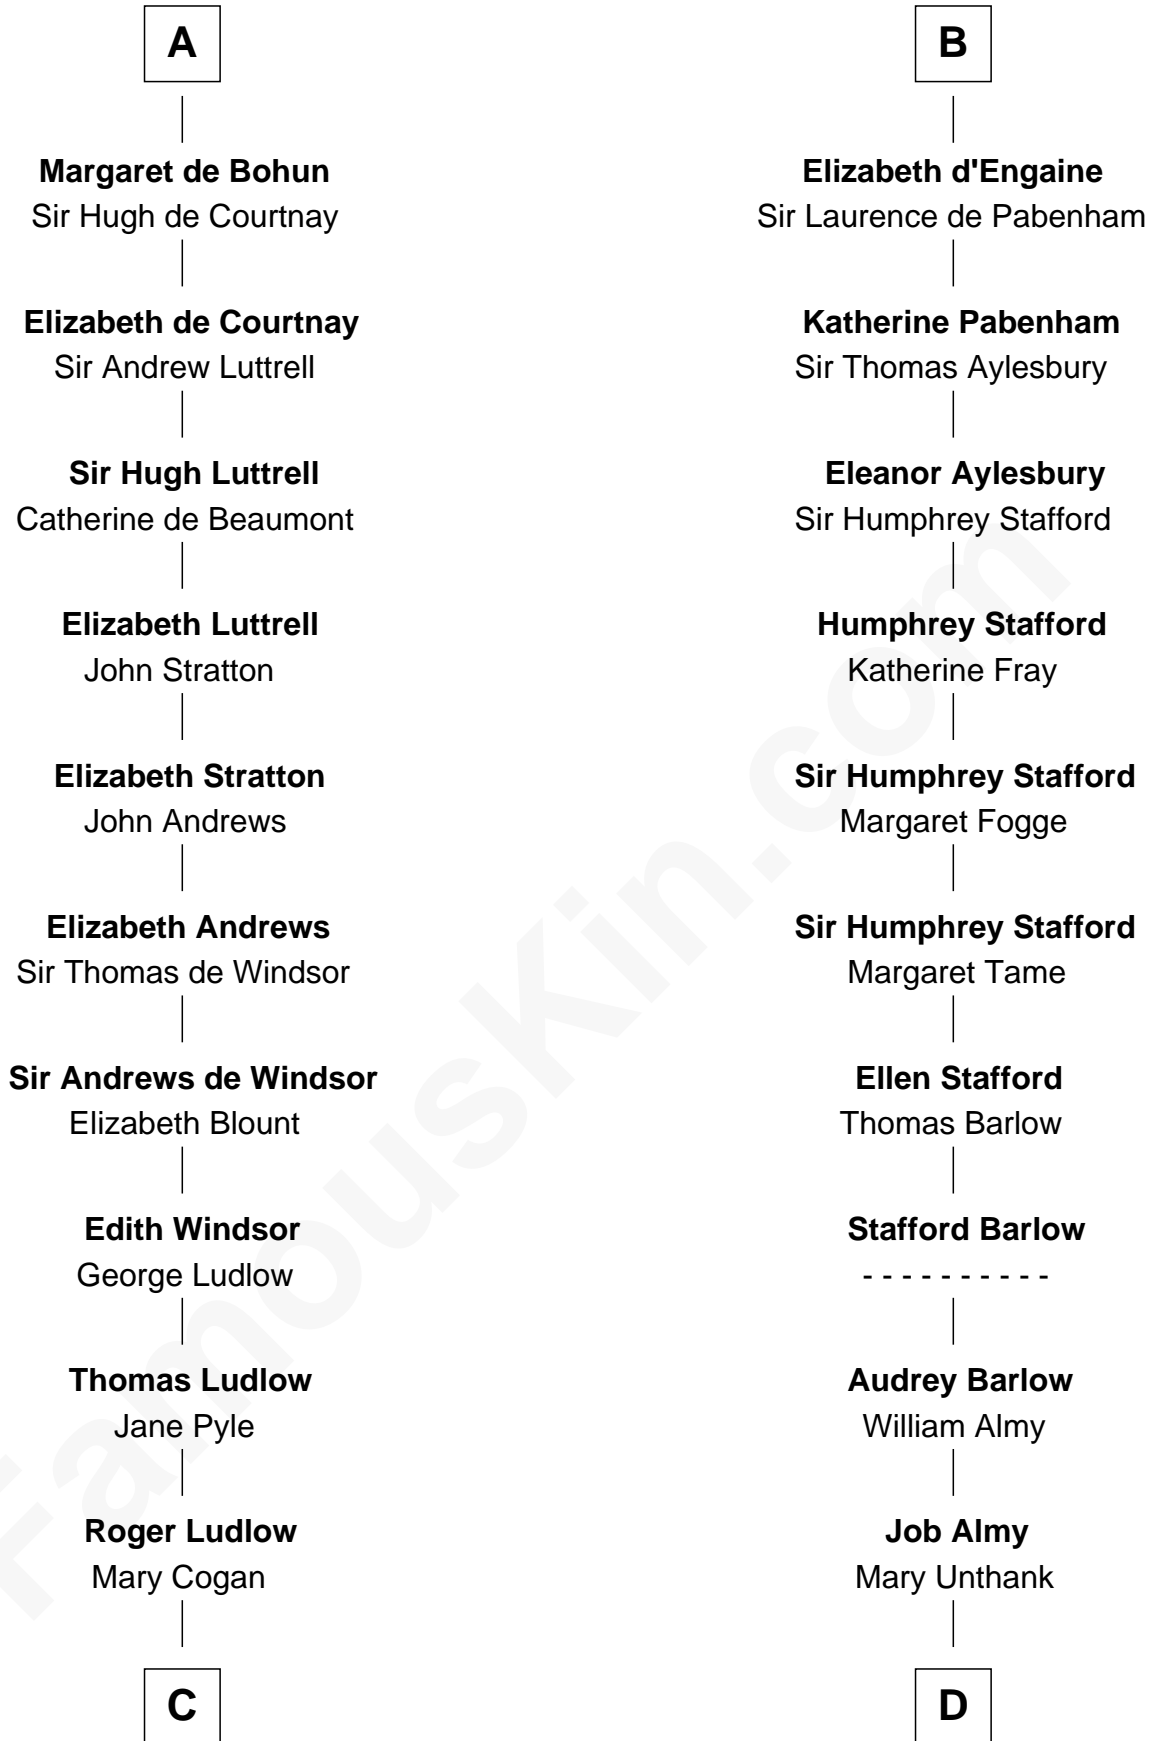 A
Margaret de Bohun
Sir Hugh de Courtnay
Elizabeth de Courtnay
Sir Andrew Luttrell
Sir Hugh Luttrell
Catherine de Beaumont
Elizabeth Luttrell
John Stratton
Elizabeth Stratton
John Andrews
Elizabeth Andrews
Sir Thomas de Windsor
Sir Andrews de Windsor
Elizabeth Blount
Edith Windsor
George Ludlow
Thomas Ludlow
Jane Pyle
Roger Ludlow
Mary Cogan
C
B
Elizabeth d'Engaine
Sir Laurence de Pabenham
Katherine Pabenham
Sir Thomas Aylesbury
Eleanor Aylesbury
Sir Humphrey Stafford
Humphrey Stafford
Katherine Fray
Sir Humphrey Stafford
Margaret Fogge
Sir Humphrey Stafford
Margaret Tame
Ellen Stafford
Thomas Barlow
Stafford Barlow
- - - - - - - - - -
Audrey Barlow
William Almy
Job Almy
Mary Unthank
D
FamousKin.com